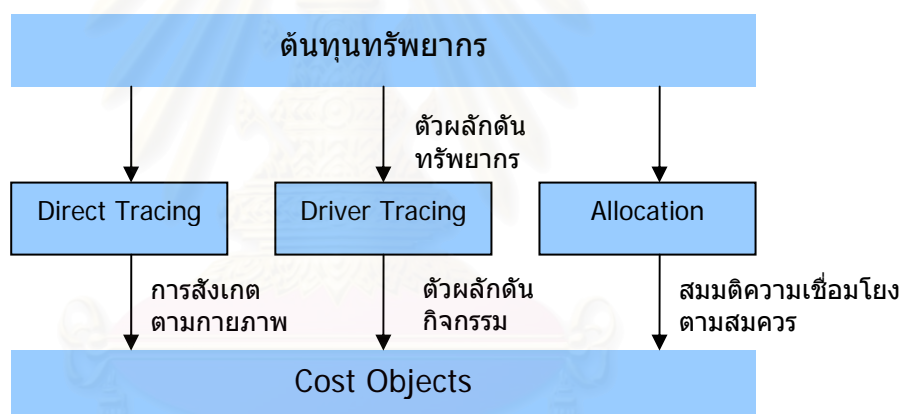 ต้นทุนทรัพยากร
ตัวผลักดัน
ทรัพยากร
Direct Tracing
Driver Tracing
Allocation
การสังเกต
ตามกายภาพ
ตัวผลักดัน
กิจกรรม
สมมติความเชื่อมโยง
ตามสมควร
Cost Objects